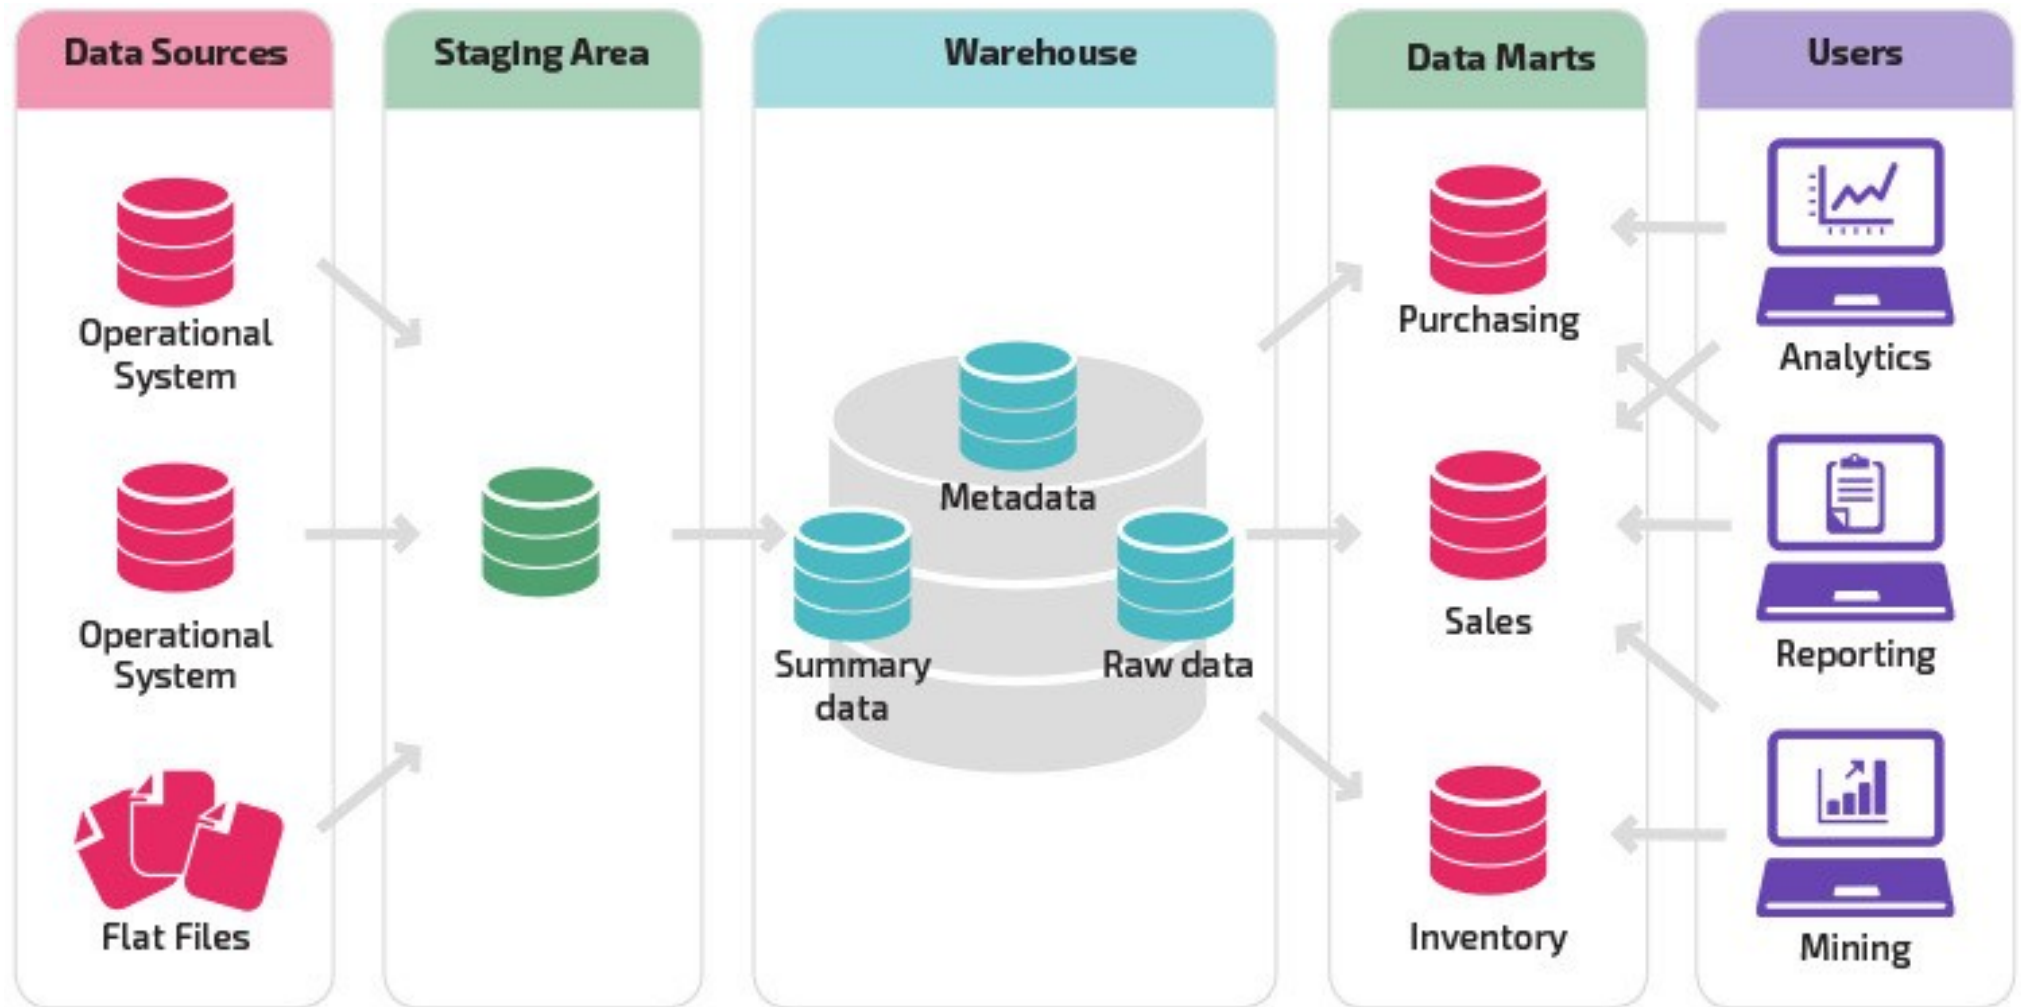 Data Sources
Operational
System
Operational
System
Flat Files
StagIng Area
Warehouse
Metadata
Summary
data
Raw data
Data Marts
Purchasing
Sales
Inventory
Users
Analytics
Reporting
Mining